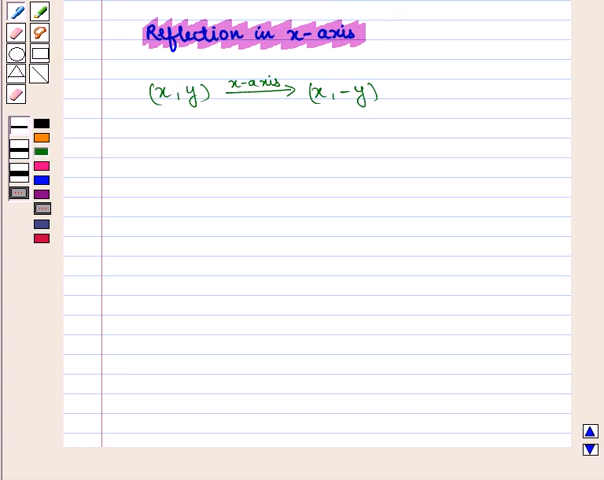 Reflection in x-axis
(x, y) x-axis→ (x, -y)